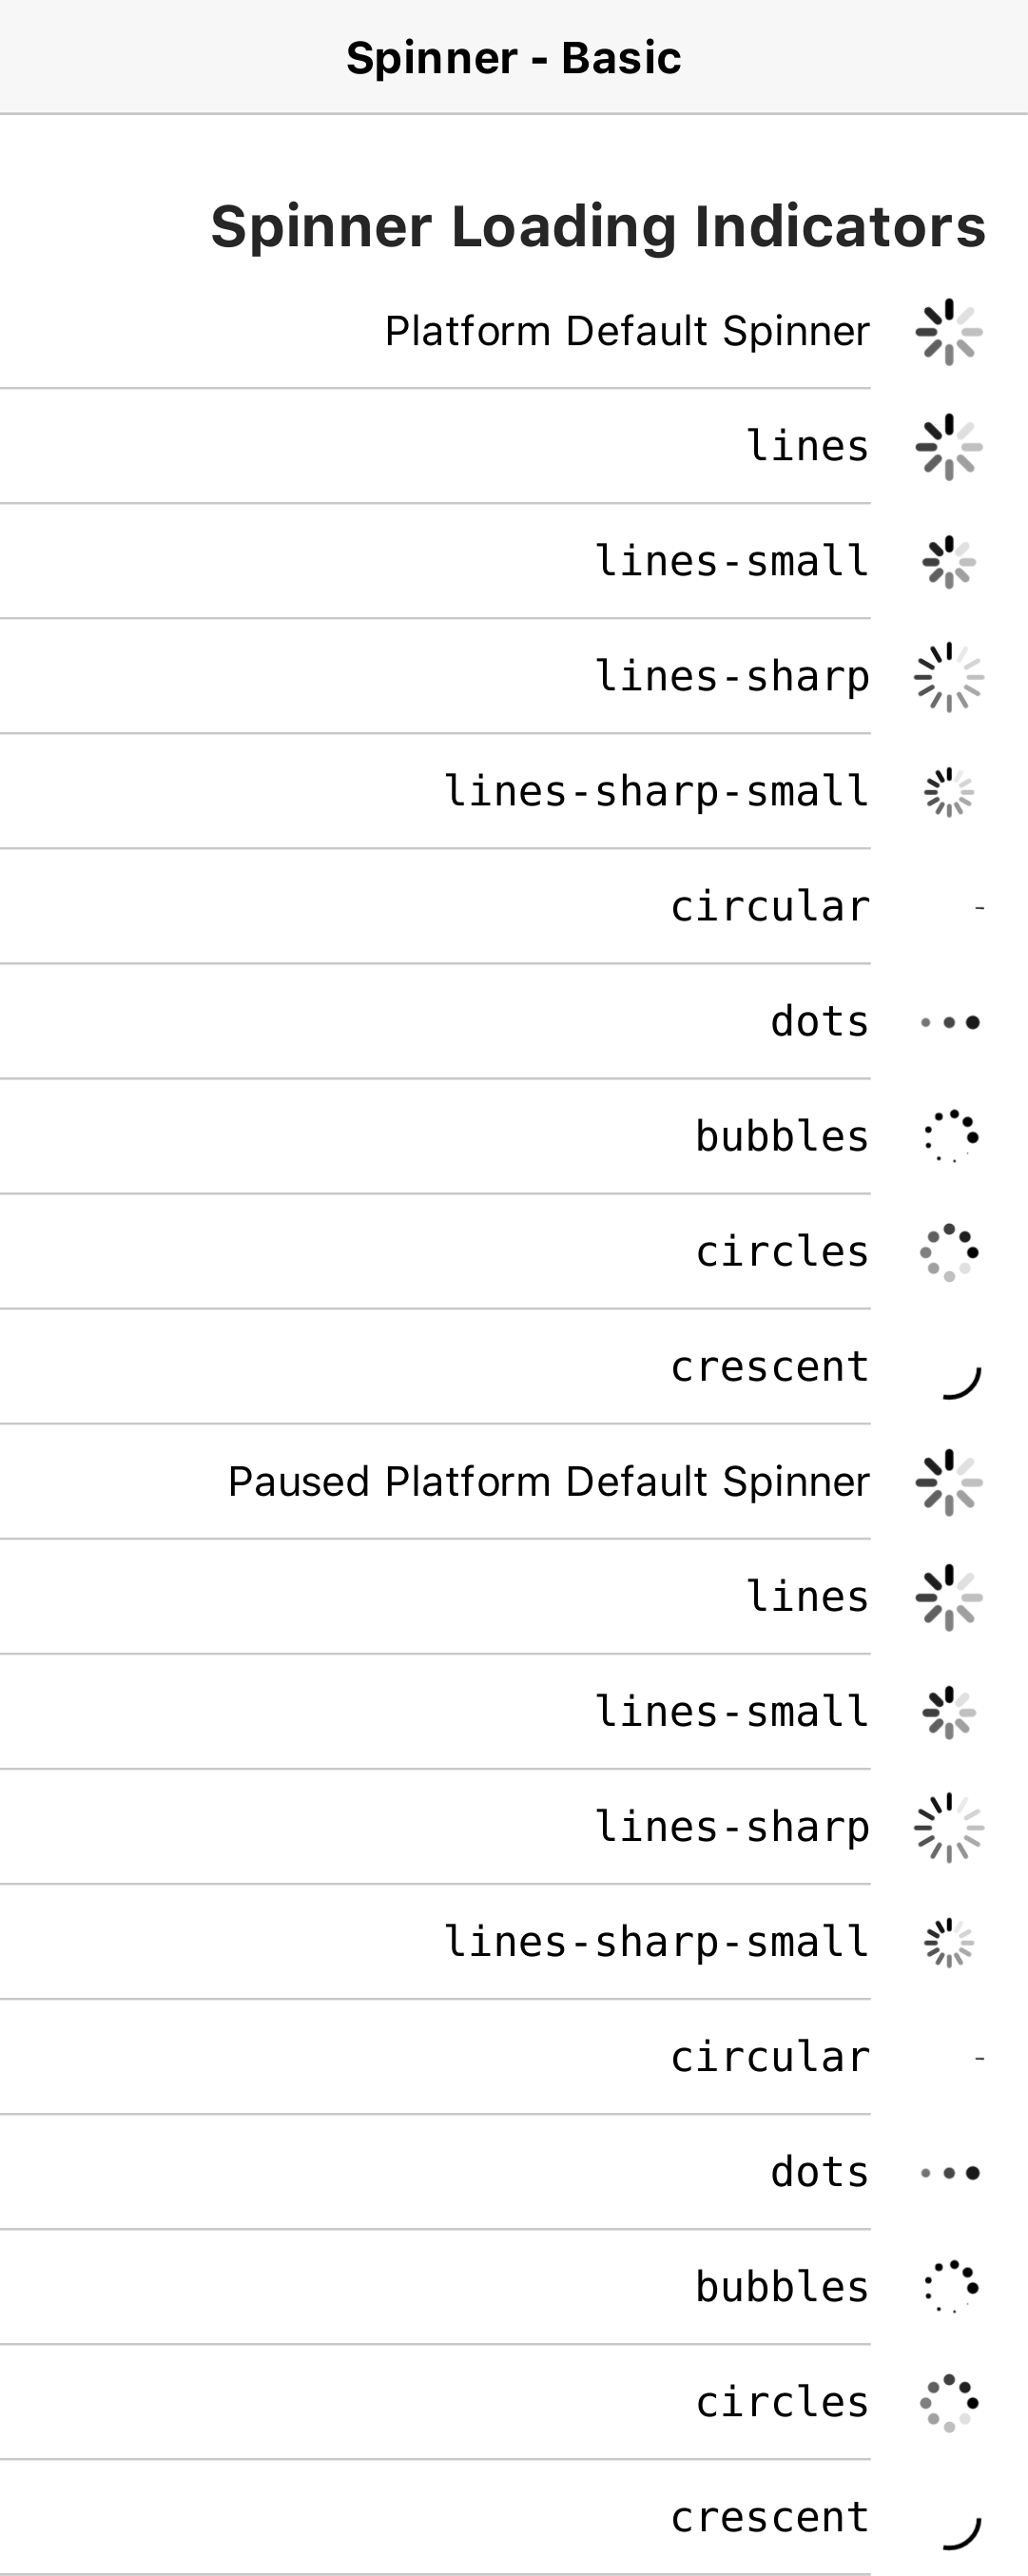 Spinner - Basic
Spinner Loading Indicators
Platform Default Spinner
lines
lines-small
lines-sharp
lines-sharp-small
circular
dots
bubbles
circles
crescent
Paused Platform Default Spinner
lines
lines-small
lines-sharp
lines-sharp-small
circular
dots
bubbles
circles
crescent